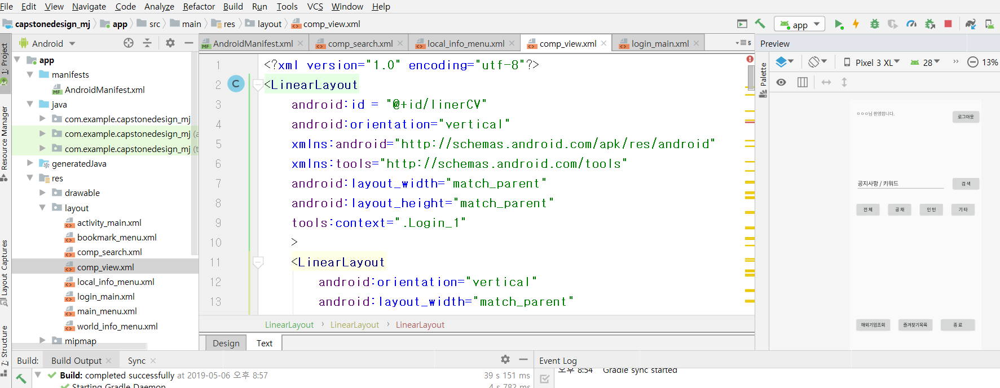 File Edit View Navigate Code Analyze Refactor Build Run Tools VCS Window Help
capstonedesign_mj app src main res layout comp_view.xml app
Android AndroidManifest.xml comp_search.xml local_info_menu.xml comp_view.xml login_main.xml 5 Preview
1: Project
Resource Manager
Layout Captures
7: Structure
app
manifests
AndroidManifest.xml
java
com.example.capstonedesign_mj
com.example.capstonedesign_mj (a
com.example.capstonedesign_mj (t
generatedJava
res
drawable
layout
activity_main.xml
bookmark_menu.xml
comp_search.xml
comp_view.xml
local_info_menu.xml
login_main.xml
main_menu.xml
world_info_menu.xml
mipmap
1 <?xml version="1.0" encoding="utf-8"?>
2 C <LinearLayout
3 android:id = "@+id/linerCV"
4 android:orientation="vertical"
5 xmlns:android="http://schemas.android.com/apk/res/android"
6 xmlns:tools="http://schemas.android.com/tools"
7 android:layout_width="match_parent"
8 android:layout_height="match_parent"
9 tools:context=".Login_1"
10 >
11 <LinearLayout
12 android:orientation="vertical"
13 android:layout_width="match_parent"
LinearLayout › LinearLayout › LinearLayout
Design Text
Palette
Pixel 3 XL 28 » 13%
ㅇㅇㅇ님 환영합니다. 로그아웃
공지사항 / 키워드 검색
전체 공채 인턴 기타
해외기업조회 즐겨찾기목록 종료
Build: Build Output Sync Event Log
Build: completed successfully at 2019-05-06 오후 8:57 39 s 151 ms
Starting Gradle Daemon 4 s 782 ms
오후 8:54 Gradle sync started